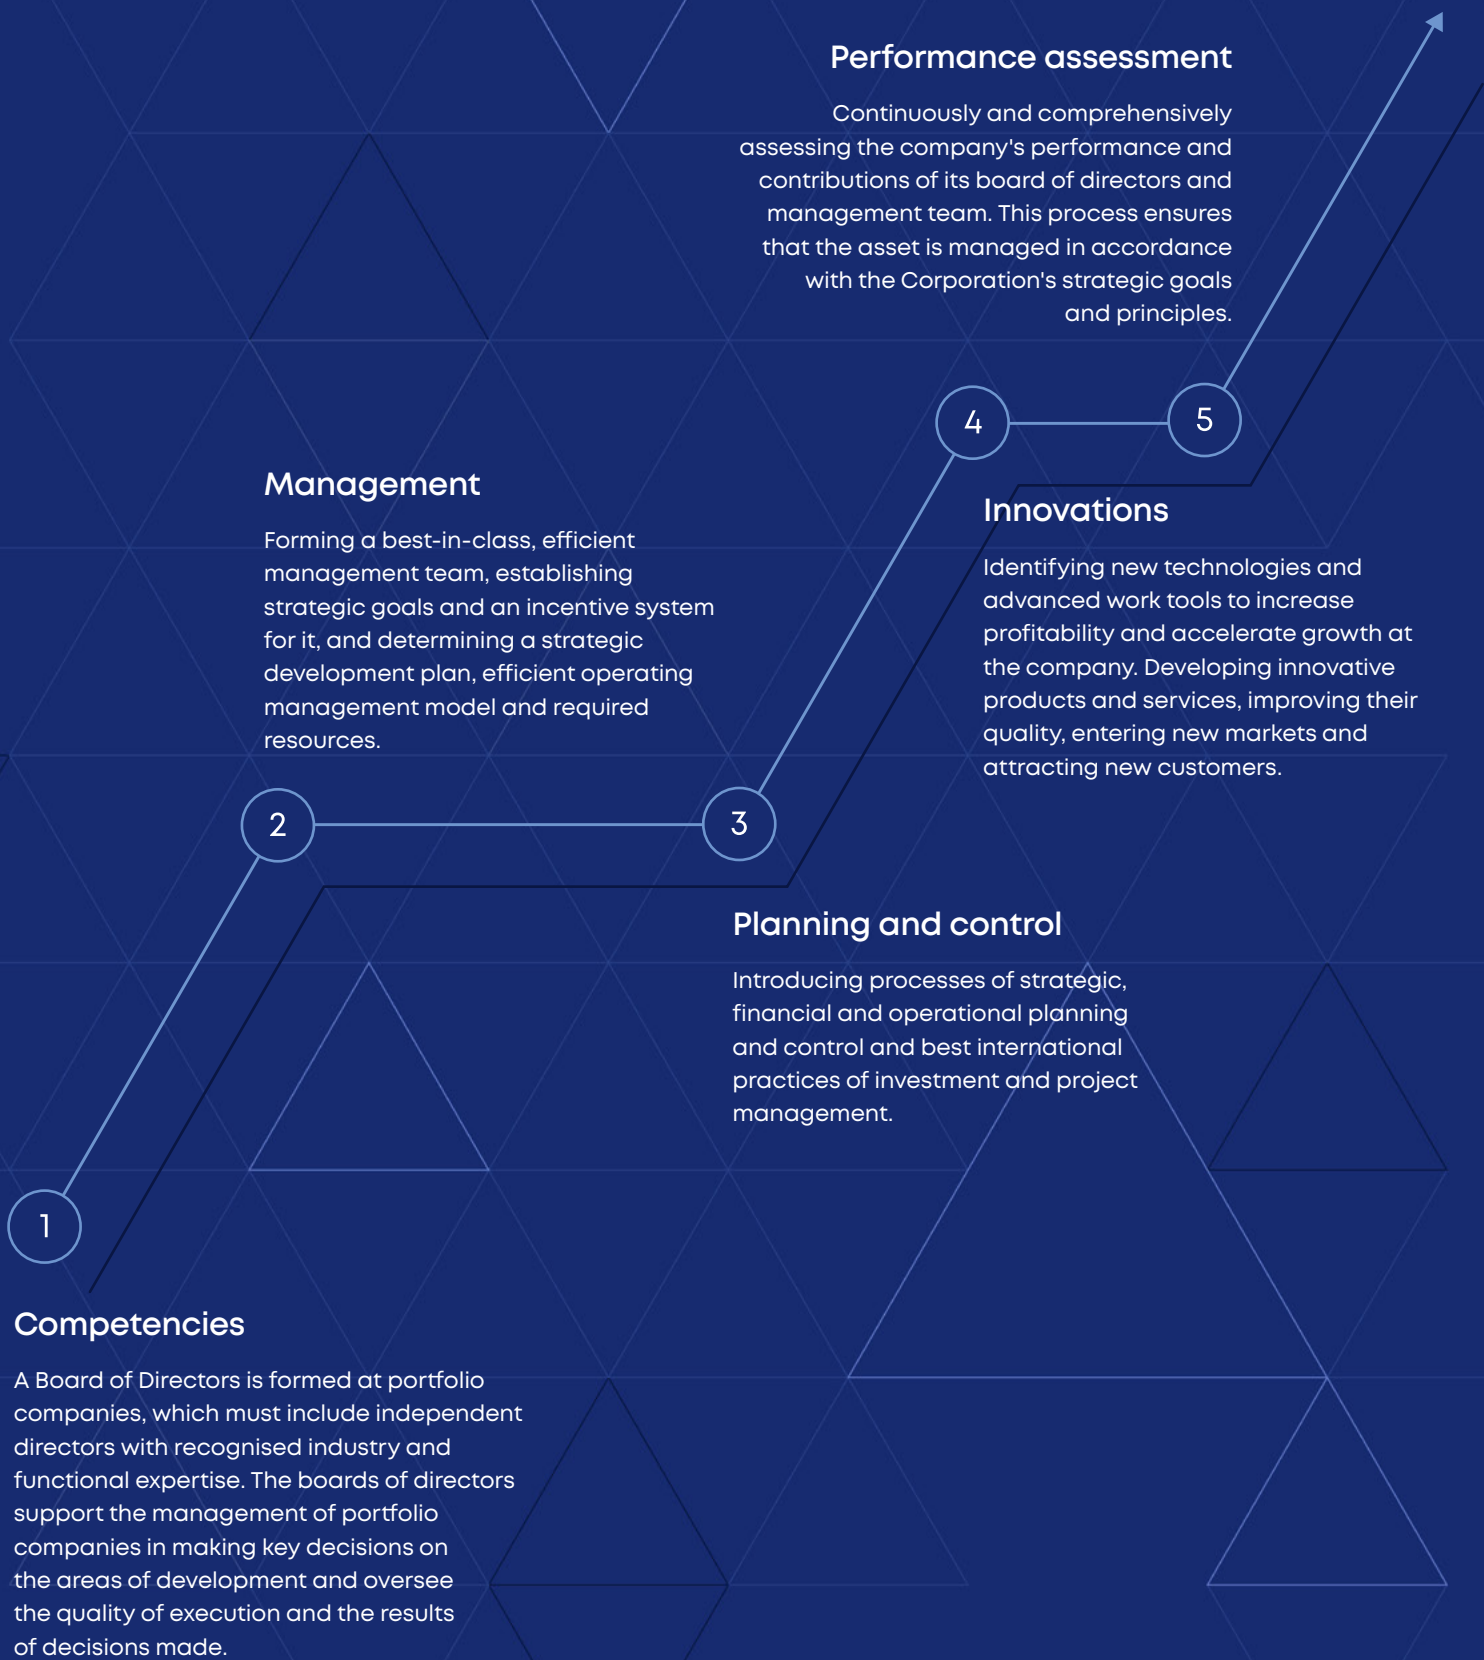 Performance assessment
Continuously and comprehensively
assessing the company's performance and
contributions of its board of directors and
management team. This process ensures
that the asset is managed in accordance
with the Corporation's strategic goals
and principles.
4
5
Management
Forming a best-in-class, efficient
management team, establishing
strategic goals and an incentive system
for it, and determining a strategic
development plan, efficient operating
management model and required
resources.
Innovations
Identifying new technologies and
advanced work tools to increase
profitability and accelerate growth at
the company. Developing innovative
products and services, improving their
quality, entering new markets and
attracting new customers.
2
3
Planning and control
Introducing processes of strategic,
financial and operational planning
and control and best international
practices of investment and project
management.
1
Competencies
A Board of Directors is formed at portfolio
companies, which must include independent
directors with recognised industry and
functional expertise. The boards of directors
support the management of portfolio
companies in making key decisions on
the areas of development and oversee
the quality of execution and the results
of decisions made.